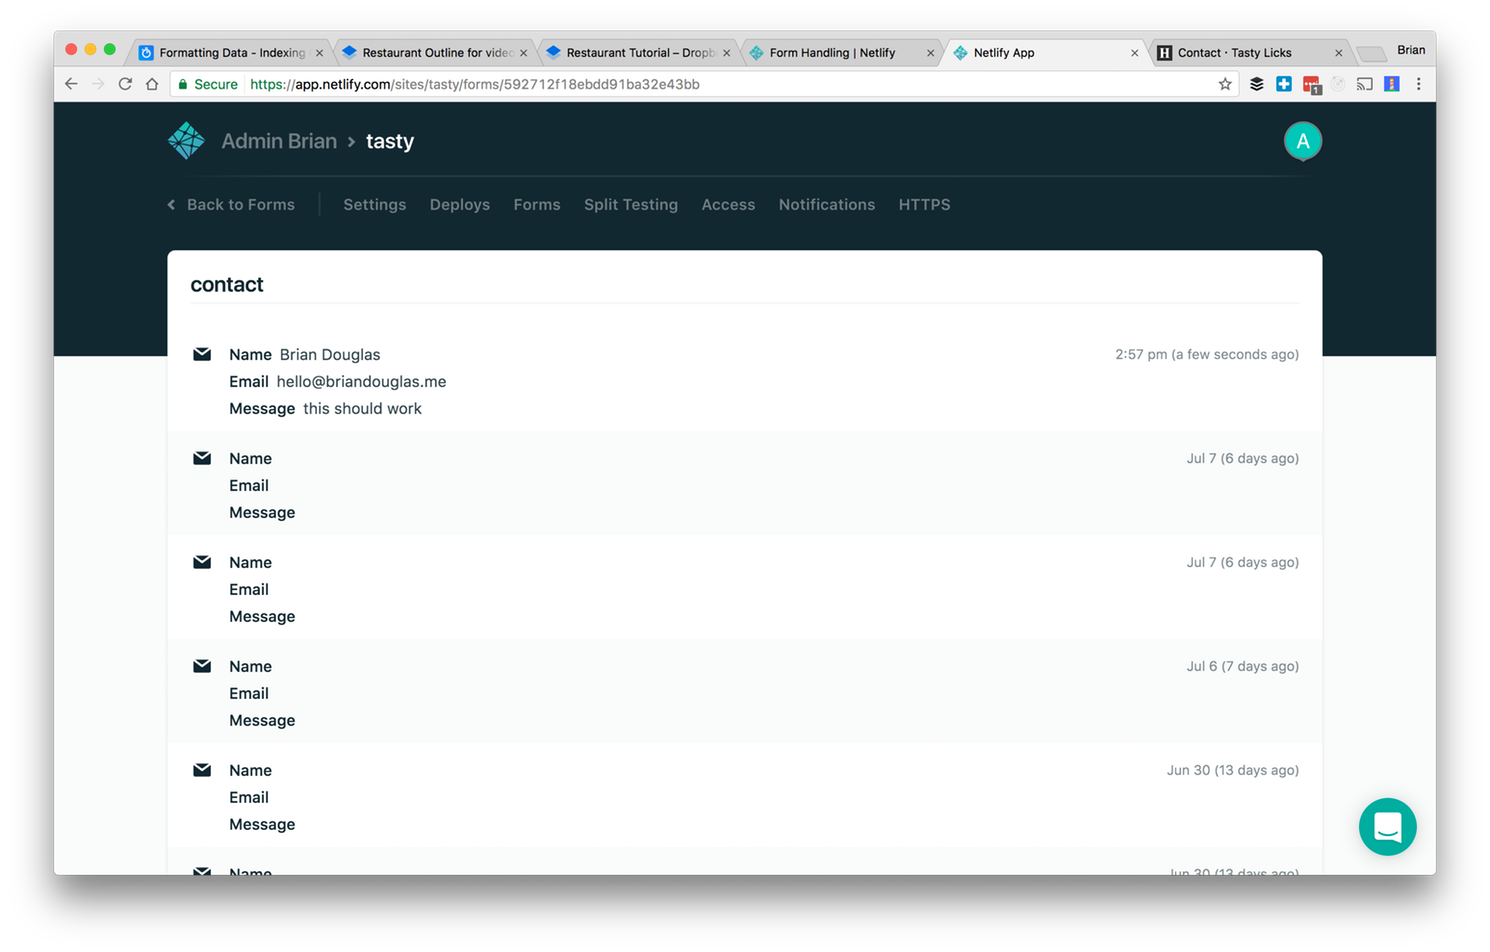 Formatting Data - Indexing
Restaurant Outline for video
Restaurant Tutorial – Dropb
Form Handling | Netlify
Netlify App
Contact · Tasty Licks
Brian
Secure https://app.netlify.com/sites/tasty/forms/592712f18ebdd91ba32e43bb
1
Admin Brian > tasty
A
Back to Forms
Settings
Deploys
Forms
Split Testing
Access
Notifications
HTTPS
contact
Name Brian Douglas
2:57 pm (a few seconds ago)
Email hello@briandouglas.me
Message this should work
Name
Jul 7 (6 days ago)
Email
Message
Name
Jul 7 (6 days ago)
Email
Message
Name
Jul 6 (7 days ago)
Email
Message
Name
Jun 30 (13 days ago)
Email
Message
Name
Jun 30 (13 days ago)